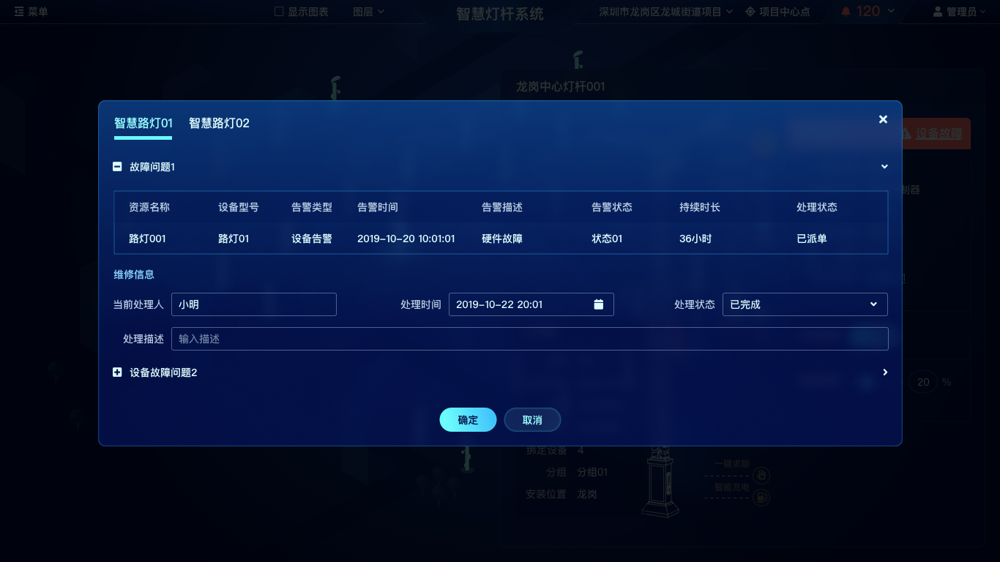 菜单 显示图表 图层 智慧灯杆系统 深圳市龙岗区龙城街道项目 项目中心点 120 管理员
龙岗中心灯杆001
智慧路灯01 智慧路灯02
设备故障
故障问题1
制器
资源名称 设备型号 告警类型 告警时间 告警描述 告警状态 持续时长 处理状态
路灯001 路灯01 设备告警 2019-10-20 10:01:01 硬件故障 状态01 36小时 已派单
维修信息
当前处理人 小明 处理时间 2019-10-22 20:01 处理状态 已完成
处理描述 输入描述
设备故障问题2
20 %
确定 取消
绑定设备 4
一键求助
分组 分组01
智能充电
安装位置 龙岗